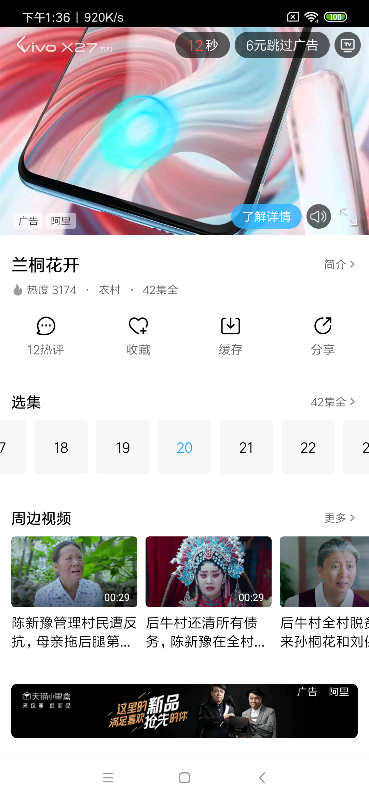 下午1:36 | 920K/s
100
vivo X27系列
12秒
6元跳过广告
TV
广告 阿里
了解详情
兰桐花开
简介
热度 3174 · 农村 · 42集全
12热评
收藏
缓存
分享
选集
42集全
7 18 19 20 21 22 2
周边视频
更多
00:29
00:29
陈新豫管理村民遭反
抗，母亲拖后腿第...
后牛村还清所有债
务，陈新豫在全村...
后牛村全村脱贫
来孙桐花和刘
天猫小黑盒
来这看超新品
这里的新品
满足喜欢抢先的你
广告 阿里